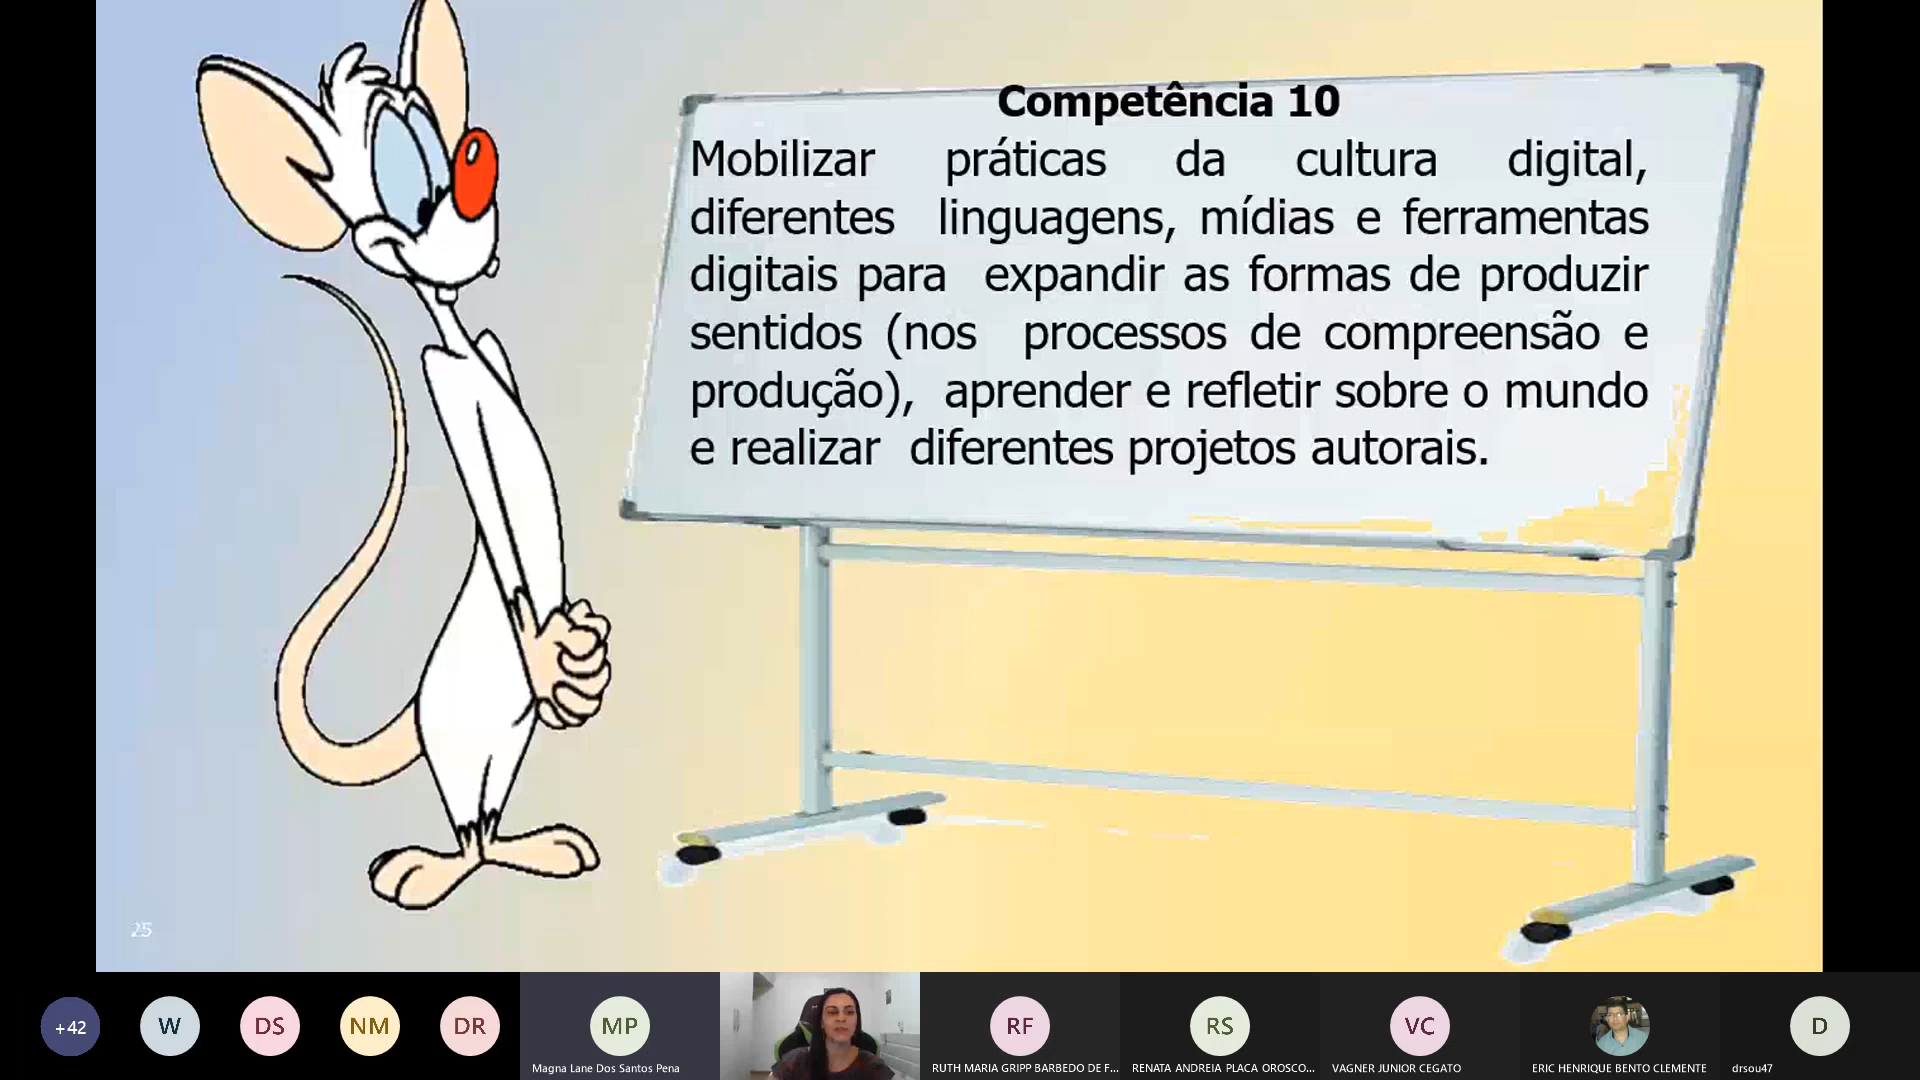 Competência 10
Mobilizar práticas da cultura digital,
diferentes linguagens, mídias e ferramentas
digitais para expandir as formas de produzir
sentidos (nos processos de compreensão e
produção), aprender e refletir sobre o mundo
e realizar diferentes projetos autorais.
25
+42
W
DS
NM
DR
MP
RF
RS
VC
D
Magna Lane Dos Santos Pena
RUTH MARIA GRIPP BARBEDO DE F...
RENATA ANDREIA PLACA OROSCO...
VAGNER JUNIOR CEGATO
ERIC HENRIQUE BENTO CLEMENTE
drsou47